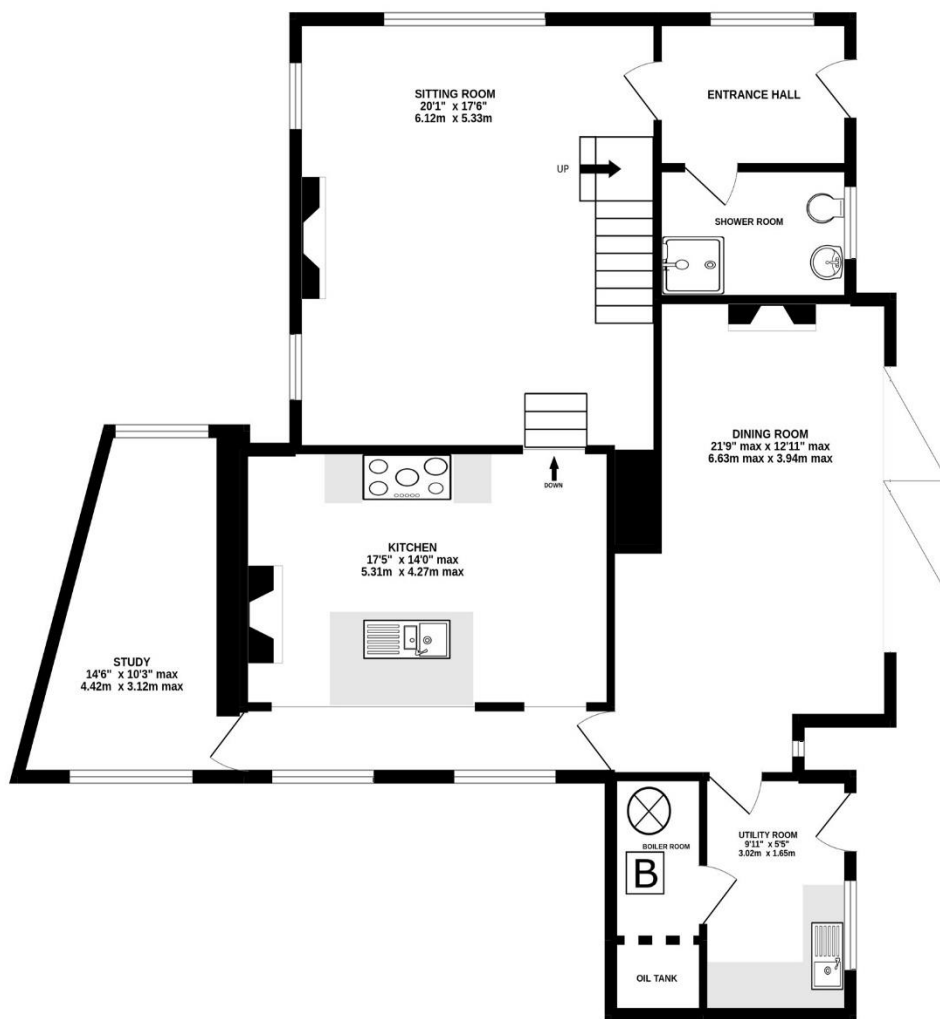 SITTING ROOM
20'1" x 17'6"
6.12m x 5.33m
ENTRANCE HALL
UP
SHOWER ROOM
DINING ROOM
21'9" max x 12'11" max
6.63m max x 3.94m max
DOWN
KITCHEN
17'5" x 14'0" max
5.31m x 4.27m max
STUDY
14'6" x 10'3" max
4.42m x 3.12m max
UTILITY ROOM
9'11" x 5'5"
3.02m x 1.65m
BOILER ROOM
B
OIL TANK